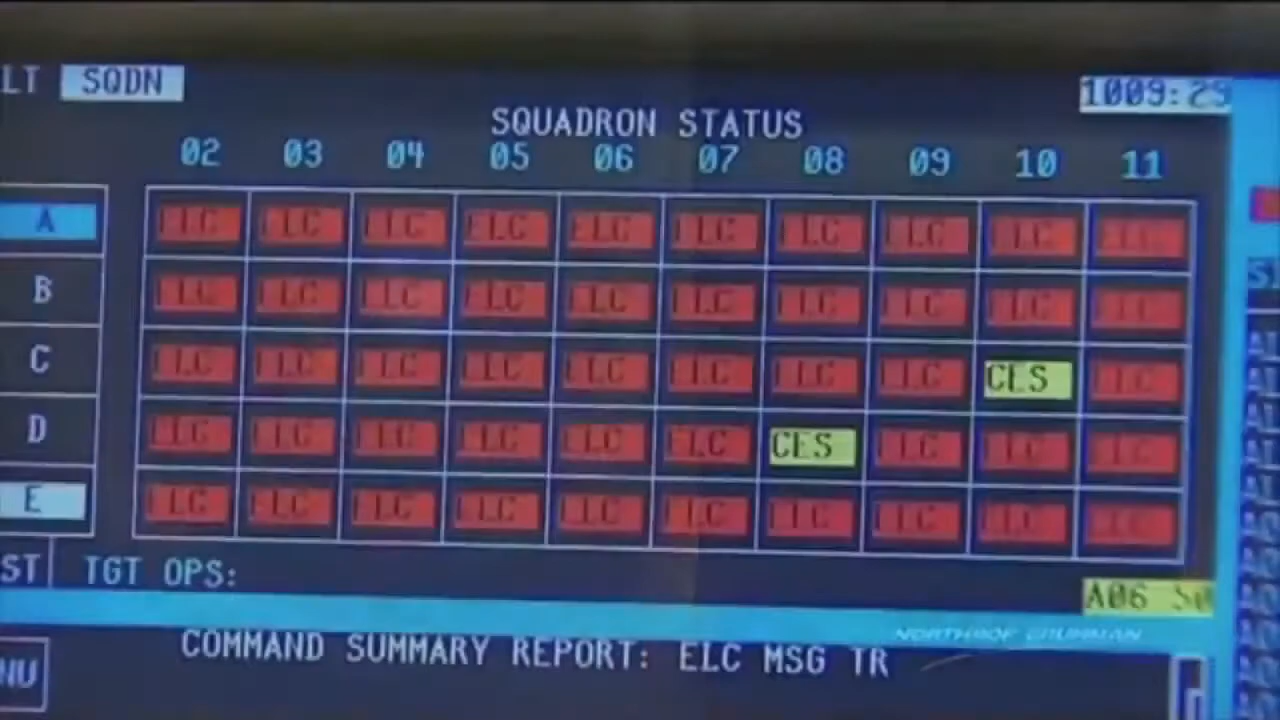 LT SQDN 1009:29
SQUADRON STATUS
02 03 04 05 06 07 08 09 10 11
A ELC ELC ELC ELC ELC ELC ELC ELC ELC ELC
B ELC ELC ELC ELC ELC ELC ELC ELC ELC ELC
C ELC ELC ELC ELC ELC ELC ELC ELC CES ELC
D ELC ELC ELC ELC ELC ELC CES ELC ELC ELC
E ELC ELC ELC ELC ELC ELC ELC ELC ELC ELC
ST TGT OPS:
A06
NORTHROP GRUMMAN
COMMAND SUMMARY REPORT: ELC MSG TR
NU